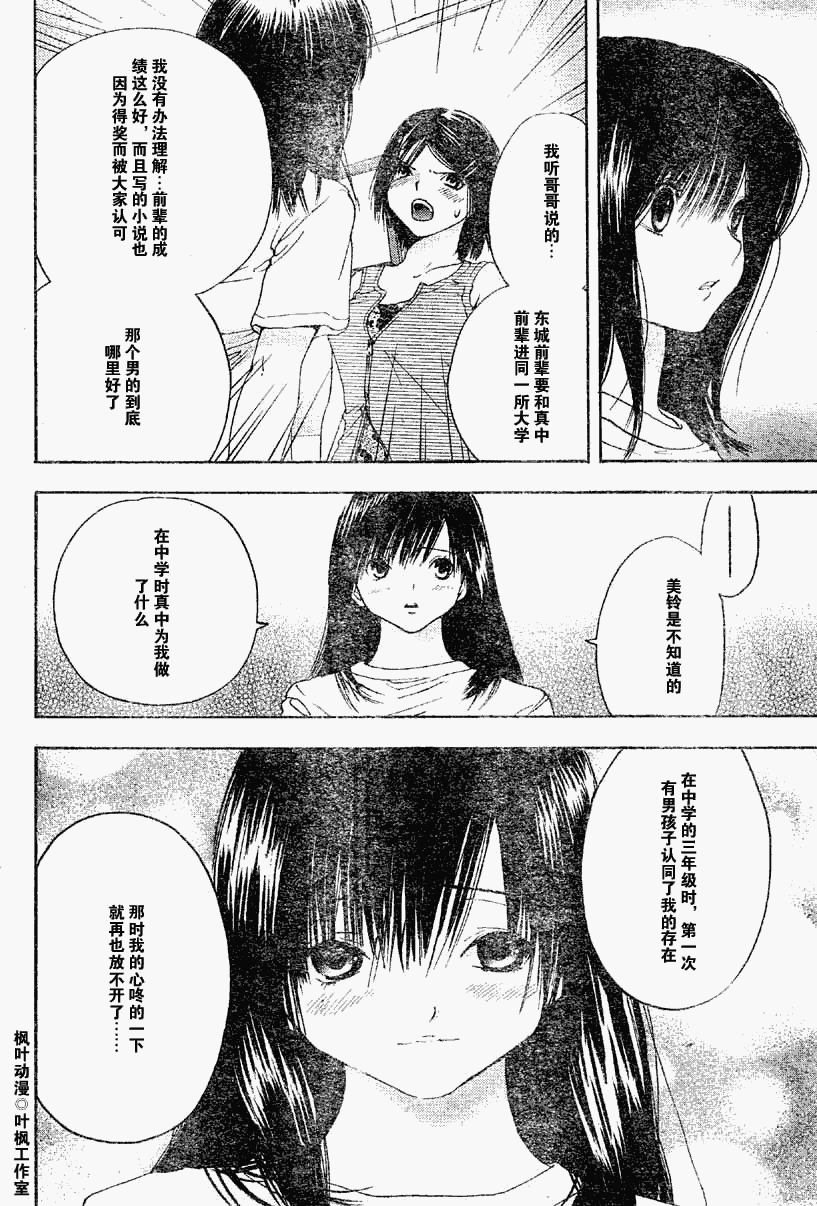 我听哥哥说的…
东城前辈要和真中
前辈进同一所大学
我没有办法理解…前辈的成
绩这么好，而且写的小说也
因为得奖而被大家认可
那个男的到底
哪里好了
美铃是不知道的
在中学时真中为我做
了什么
在中学的三年级时，第一次
有男孩子认同了我的存在
那时我的心咚的一下
就再也放不开了……
枫叶动漫◎叶枫工作室